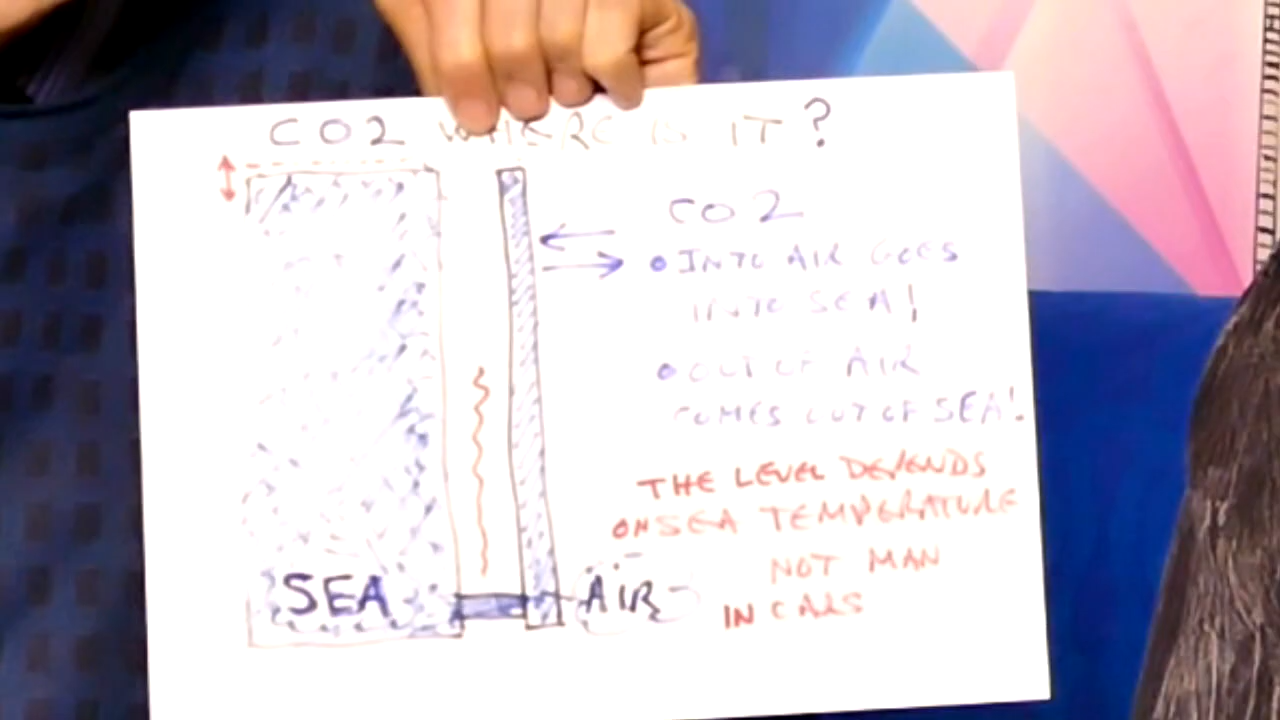 CO2 WHERE IS IT?
CO2
• INTO AIR GOES
INTO SEA!
• OUT OF AIR
COMES OUT OF SEA!
THE LEVEL DEPENDS
ON SEA TEMPERATURE
NOT MAN
IN CARS
SEA
AIR